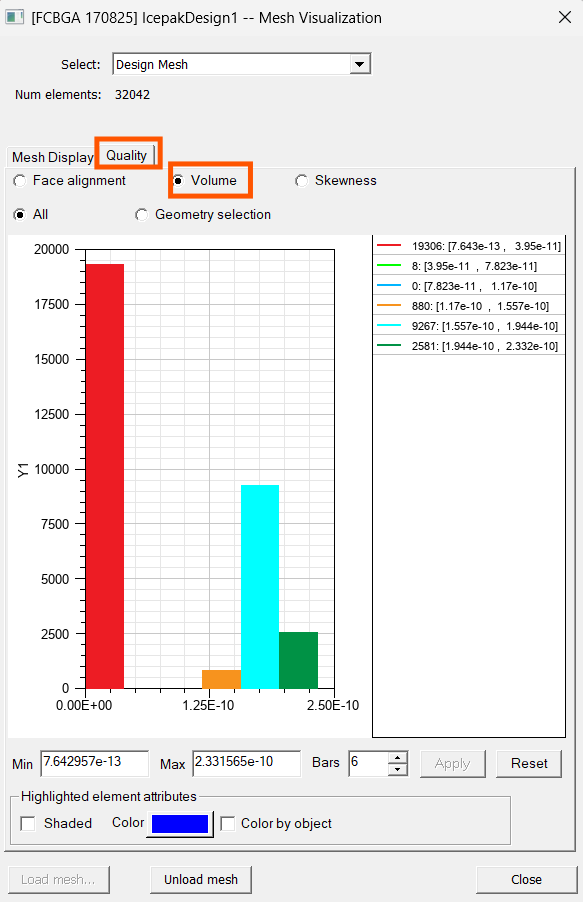 [FCBGA 170825] IcepakDesign1 -- Mesh Visualization
Select: Design Mesh
Num elements: 32042
Mesh Display Quality
Face alignment Volume Skewness
All Geometry selection
20000
17500
15000
12500
10000
7500
5000
2500
0
Y1
0.00E+00 1.25E-10 2.50E-10
19306: [7.643e-13 , 3.95e-11]
8: [3.95e-11 , 7.823e-11]
0: [7.823e-11 , 1.17e-10]
880: [1.17e-10 , 1.557e-10]
9267: [1.557e-10 , 1.944e-10]
2581: [1.944e-10 , 2.332e-10]
Min 7.642957e-13 Max 2.331565e-10 Bars 6 Apply Reset
Highlighted element attributes
Shaded Color Color by object
Load mesh... Unload mesh Close